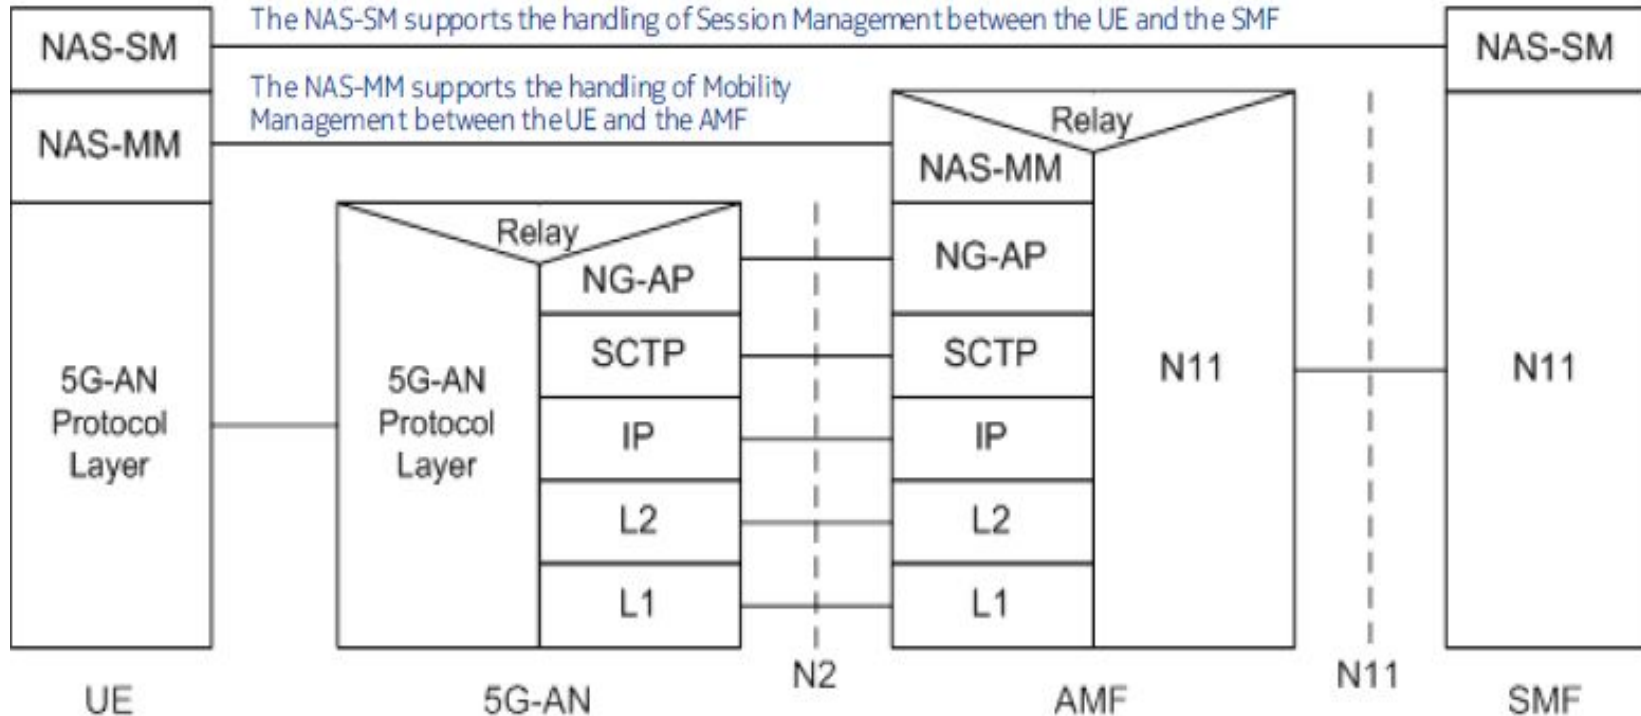 The NAS-SM supports the handling of Session Management between the UE and the SMF
NAS-SM
NAS-SM
The NAS-MM supports the handling of Mobility
Management between the UE and the AMF
NAS-MM
Relay
NAS-MM
Relay
NG-AP
NG-AP
SCTP
SCTP
5G-AN
Protocol
Layer
5G-AN
Protocol
Layer
N11
N11
IP
IP
L2
L2
L1
L1
N2
N11
UE
5G-AN
AMF
SMF